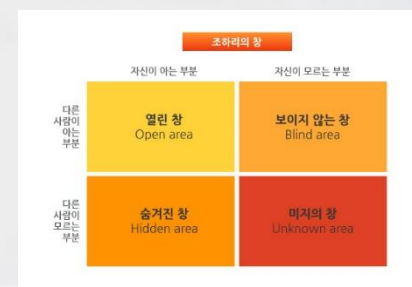 조하리의 창
자신이 아는 부분
자신이 모르는 부분
다른
사람이
아는
부분
열린 창
Open area
보이지 않는 창
Blind area
다른
사람이
모르는
부분
숨겨진 창
Hidden area
미지의 창
Unknown area